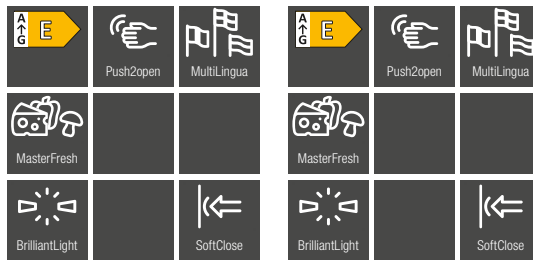 A
G
E
Push2open
MultiLingua
MasterFresh
BrilliantLight
SoftClose
A
G
E
Push2open
MultiLingua
MasterFresh
BrilliantLight
SoftClose